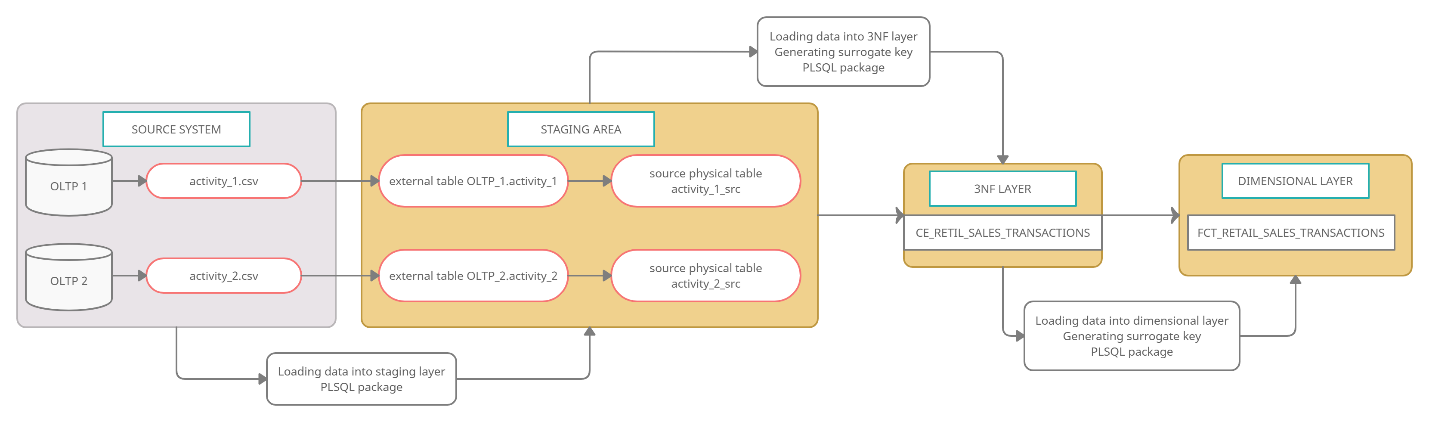 Loading data into 3NF layer
Generating surrogate key
PLSQL package
SOURCE SYSTEM
OLTP 1
activity_1.csv
OLTP 2
activity_2.csv
STAGING AREA
external table OLTP_1.activity_1
source physical table
activity_1_src
external table OLTP_2.activity_2
source physical table
activity_2_src
3NF LAYER
CE_RETIL_SALES_TRANSACTIONS
DIMENSIONAL LAYER
FCT_RETAIL_SALES_TRANSACTIONS
Loading data into staging layer
PLSQL package
Loading data into dimensional layer
Generating surrogate key
PLSQL package